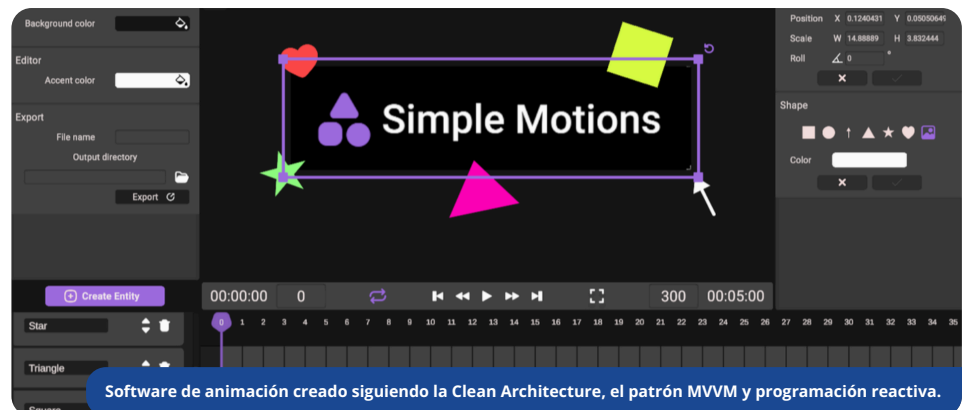 Background color
Editor
Accent color
Export
File name
Output directory
Export
Simple Motions
Position X 0.1240431 Y 0.05050649
Scale W 14.88889 H 3.832444
Roll 0 °
Shape
Color
Create Entity
00:00:00 0 300 00:05:00
Star
0 1 2 3 4 5 6 7 8 9 10 11 12 13 14 15 16 17 18 19 20 21 22 23 24 25 26 27 28 29 30 31 32 33 34 35
Triangle
Software de animación creado siguiendo la Clean Architecture, el patrón MVVM y programación reactiva.